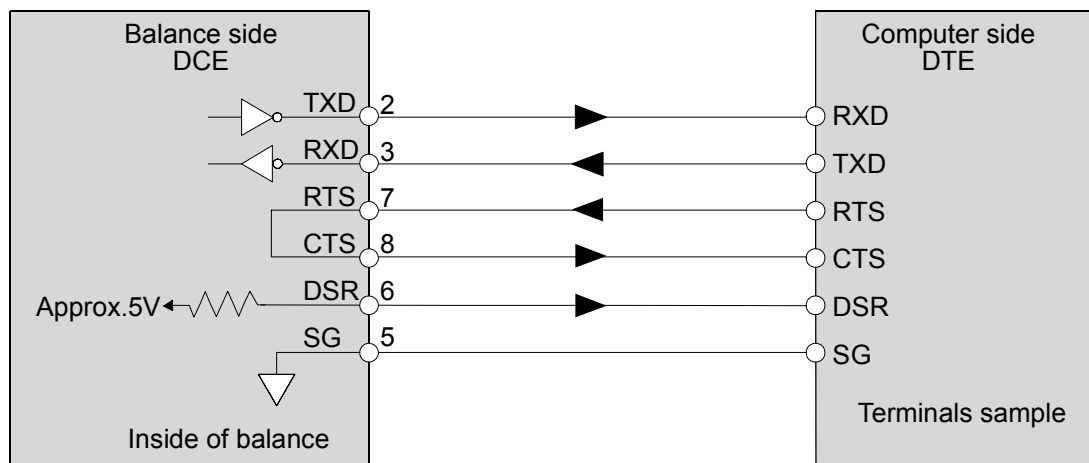 Balance side
DCE
TXD 2
RXD 3
RTS 7
CTS 8
DSR 6
SG 5
Approx.5V
Inside of balance
Computer side
DTE
RXD
TXD
RTS
CTS
DSR
SG
Terminals sample